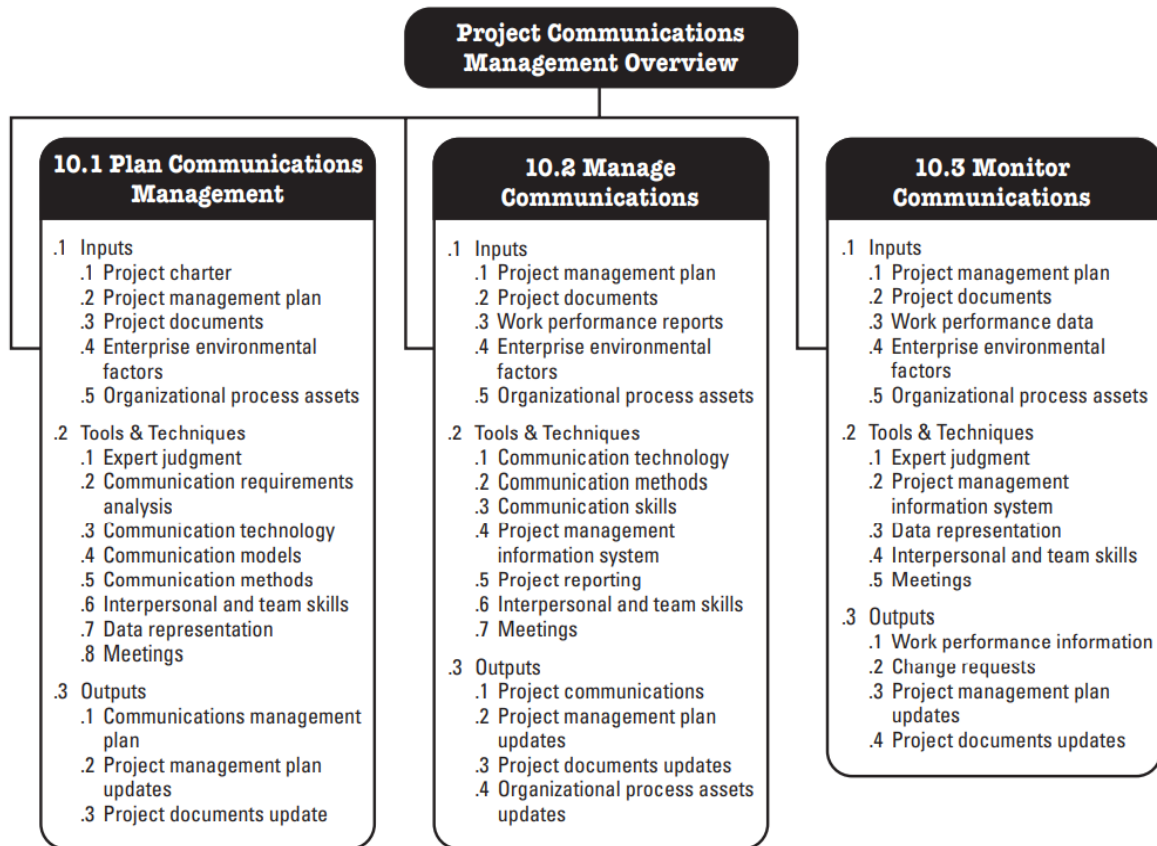 Project Communications
Management Overview
10.1 Plan Communications
Management
.1 Inputs
.1 Project charter
.2 Project management plan
.3 Project documents
.4 Enterprise environmental
factors
.5 Organizational process assets
.2 Tools & Techniques
.1 Expert judgment
.2 Communication requirements
analysis
.3 Communication technology
.4 Communication models
.5 Communication methods
.6 Interpersonal and team skills
.7 Data representation
.8 Meetings
.3 Outputs
.1 Communications management
plan
.2 Project management plan
updates
.3 Project documents update
10.2 Manage
Communications
.1 Inputs
.1 Project management plan
.2 Project documents
.3 Work performance reports
.4 Enterprise environmental
factors
.5 Organizational process assets
.2 Tools & Techniques
.1 Communication technology
.2 Communication methods
.3 Communication skills
.4 Project management
information system
.5 Project reporting
.6 Interpersonal and team skills
.7 Meetings
.3 Outputs
.1 Project communications
.2 Project management plan
updates
.3 Project documents updates
.4 Organizational process assets
updates
10.3 Monitor
Communications
.1 Inputs
.1 Project management plan
.2 Project documents
.3 Work performance data
.4 Enterprise environmental
factors
.5 Organizational process assets
.2 Tools & Techniques
.1 Expert judgment
.2 Project management
information system
.3 Data representation
.4 Interpersonal and team skills
.5 Meetings
.3 Outputs
.1 Work performance information
.2 Change requests
.3 Project management plan
updates
.4 Project documents updates